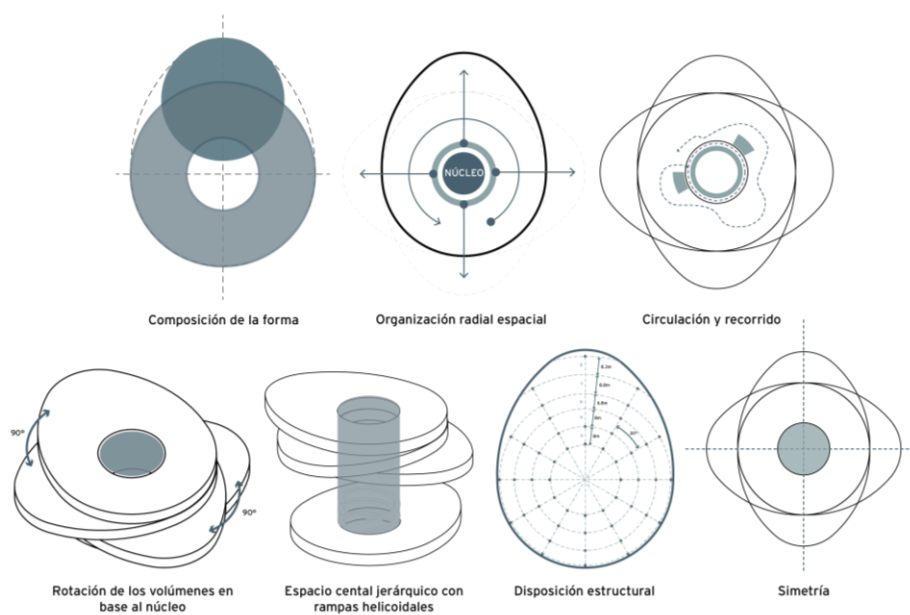 NÚCLEO
Composición de la forma
Organización radial espacial
Circulación y recorrido
90°
90°
Rotación de los volúmenes en
base al núcleo
Espacio cental jerárquico con
rampas helicoidales
Disposición estructural
Simetría